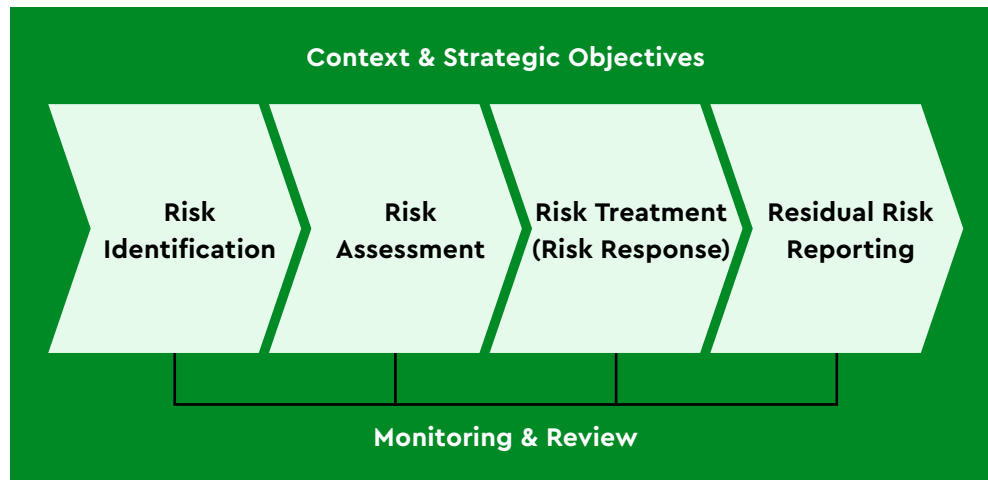 Context & Strategic Objectives
Risk
Identification
Risk
Assessment
Risk Treatment
(Risk Response)
Residual Risk
Reporting
Monitoring & Review